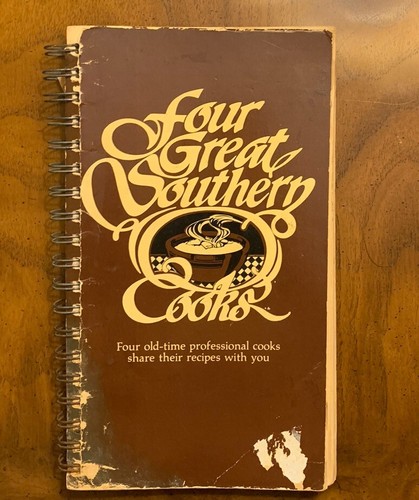 Four
Great
Southern
Cooks
Four old-time professional cooks
share their recipes with you